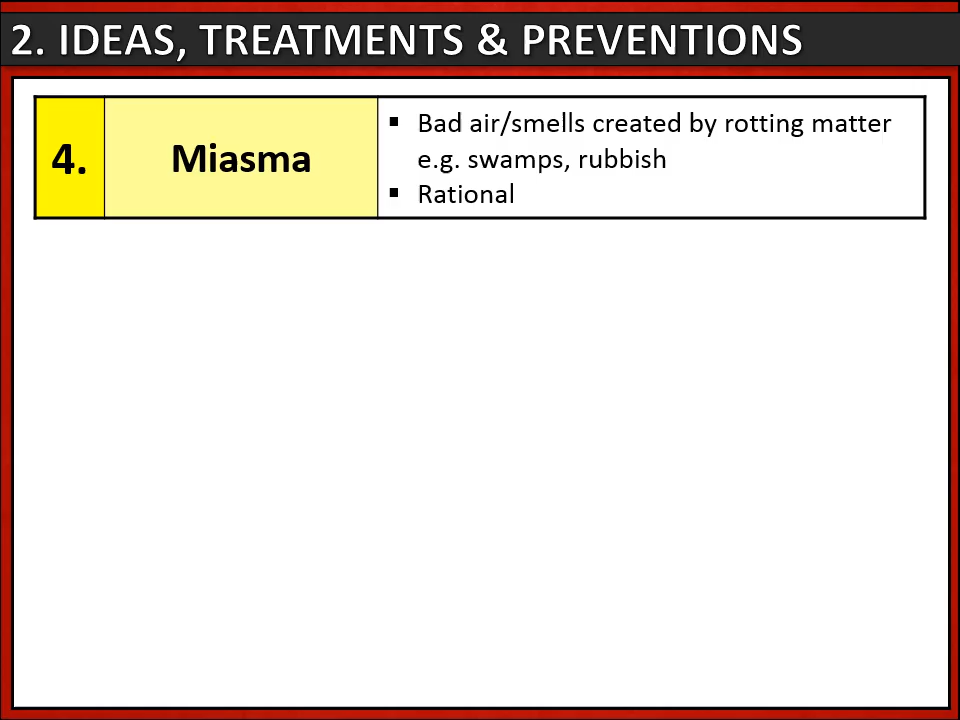 2. IDEAS, TREATMENTS & PREVENTIONS
4.
Miasma
▪ Bad air/smells created by rotting matter
e.g. swamps, rubbish
▪ Rational